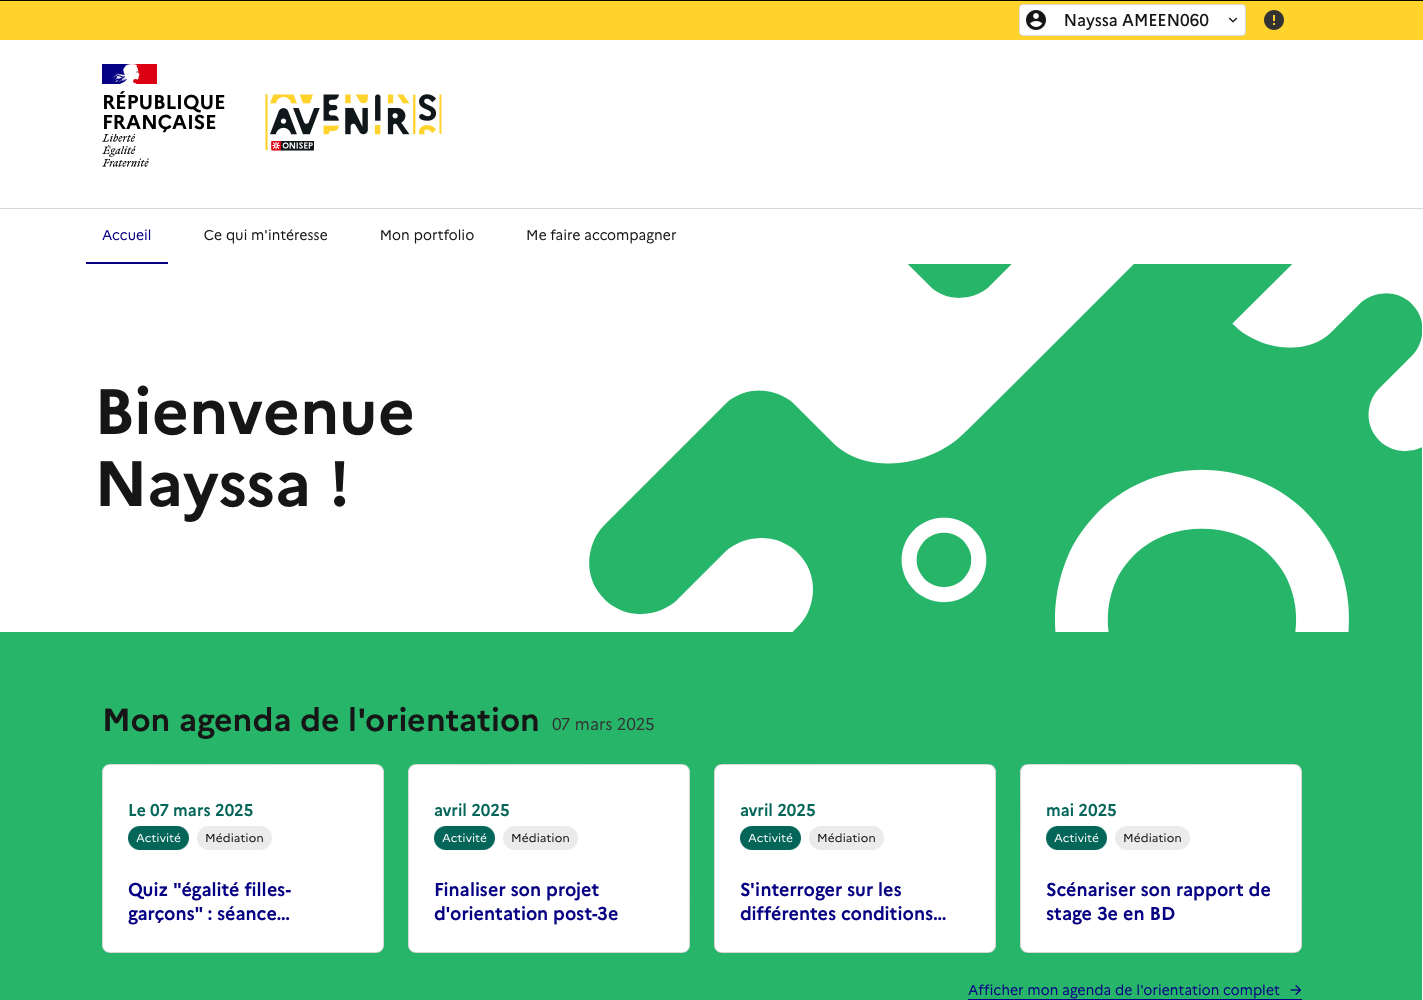 Nayssa AMEEN060
RÉPUBLIQUE
FRANÇAISE
Liberté
Égalité
Fraternité
AVENIRS
ONISEP
Accueil
Ce qui m'intéresse
Mon portfolio
Me faire accompagner
Bienvenue
Nayssa !
Mon agenda de l'orientation 07 mars 2025
Le 07 mars 2025
Activité Médiation
Quiz "égalité filles-
garçons" : séance...
avril 2025
Activité Médiation
Finaliser son projet
d'orientation post-3e
avril 2025
Activité Médiation
S'interroger sur les
différentes conditions...
mai 2025
Activité Médiation
Scénariser son rapport de
stage 3e en BD
Afficher mon agenda de l'orientation complet